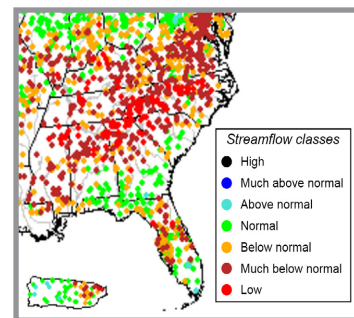 Streamflow classes
High
Much above normal
Above normal
Normal
Below normal
Much below normal
Low